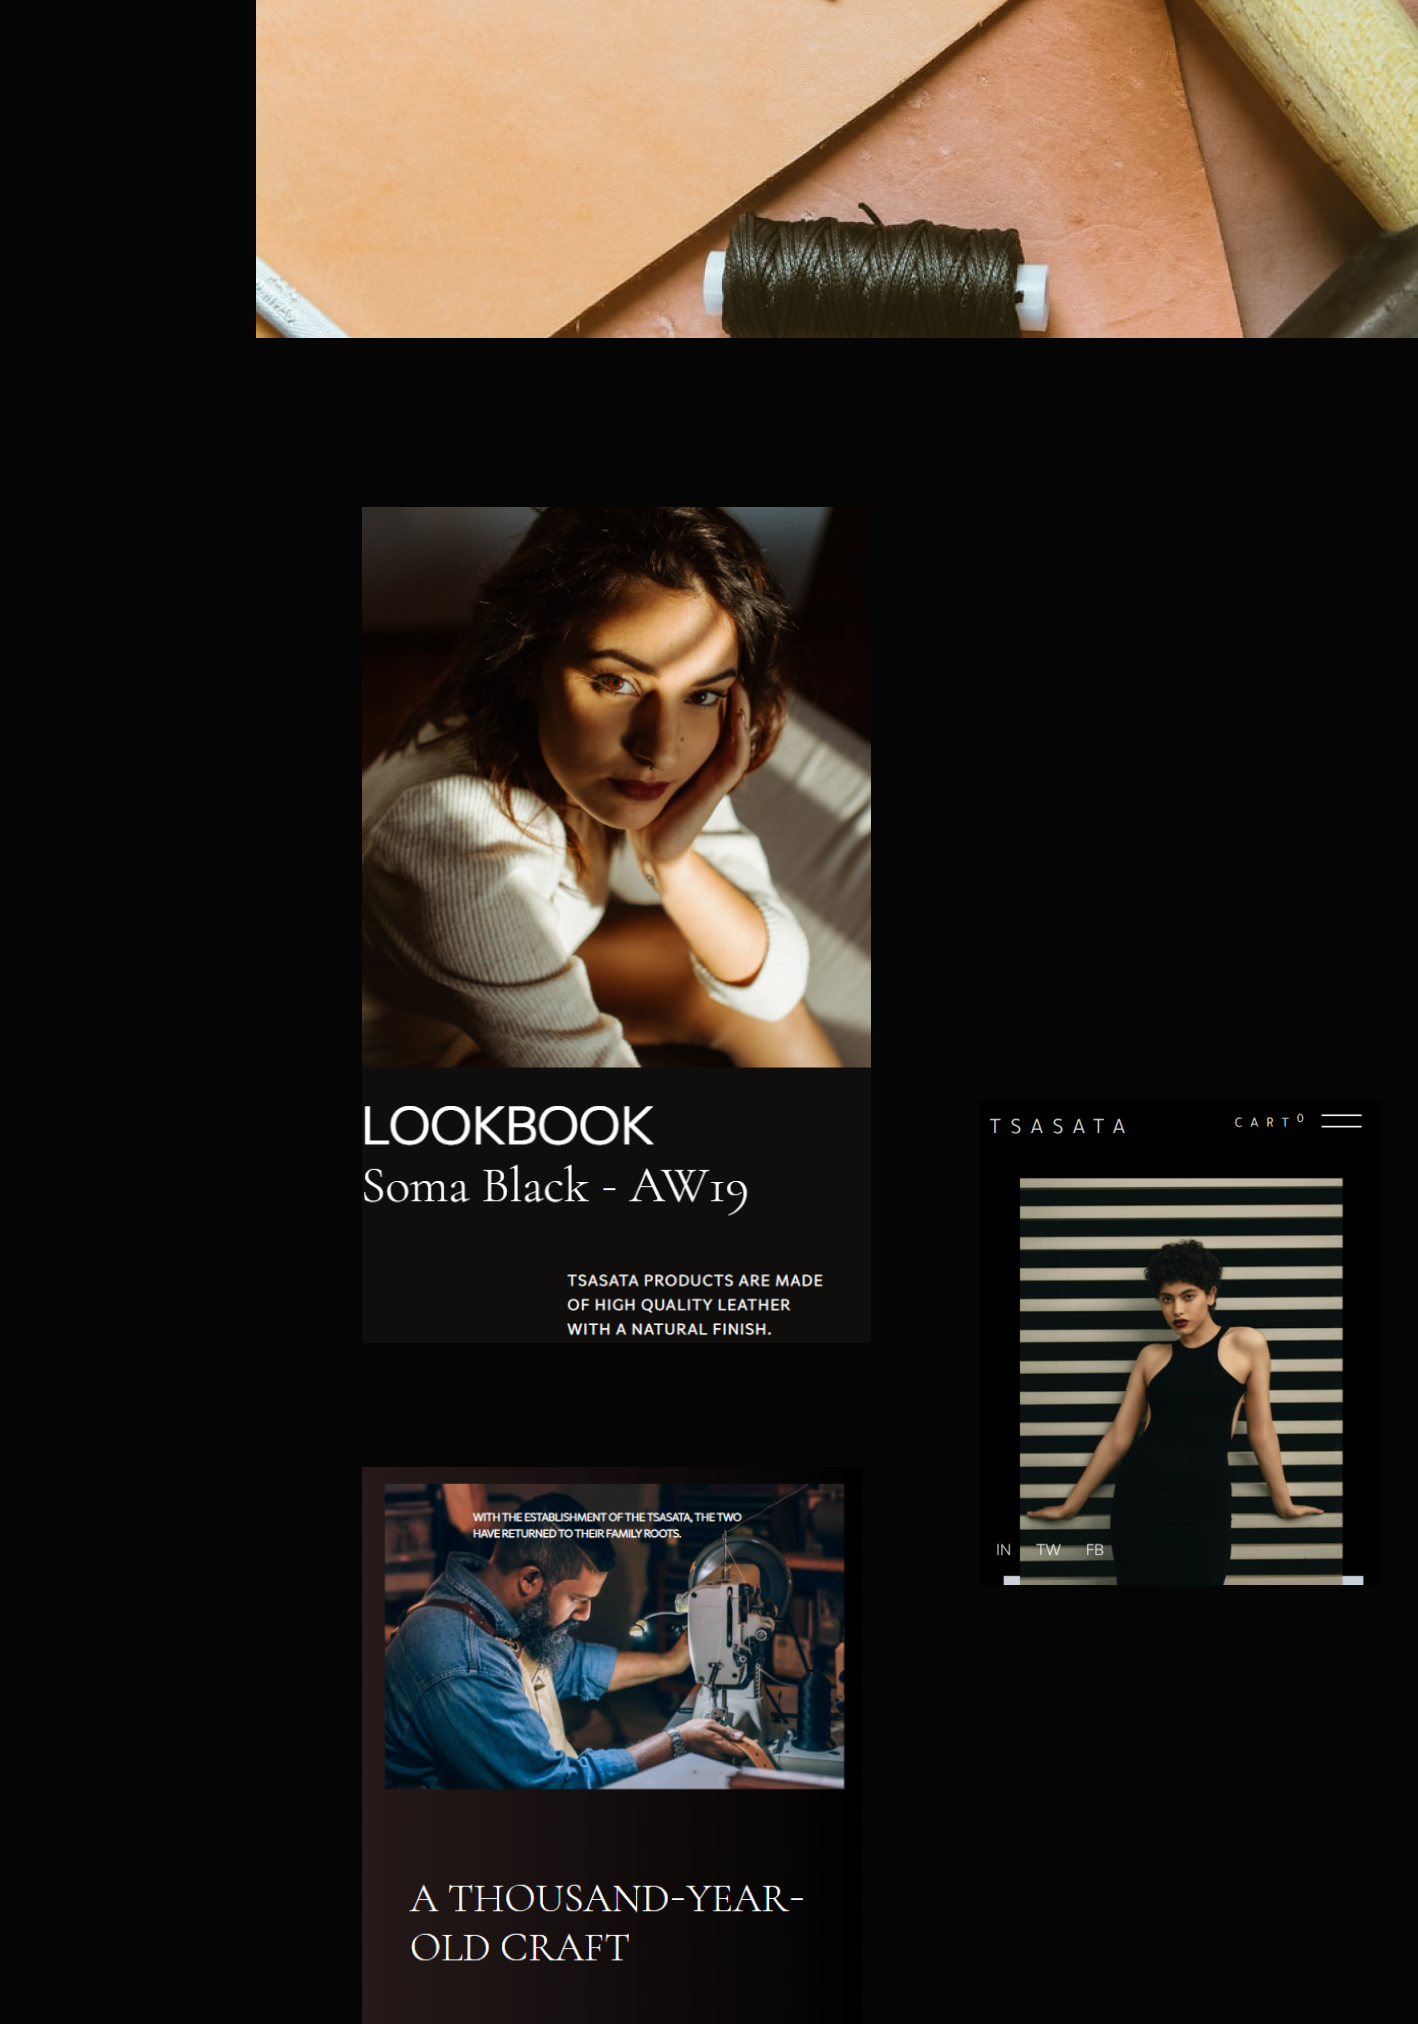 LOOKBOOK
Soma Black - AW19
TSASATA PRODUCTS ARE MADE
OF HIGH QUALITY LEATHER
WITH A NATURAL FINISH.
TSASATA
CART 0
IN TW FB
WITH THE ESTABLISHMENT OF THE TSASATA, THE TWO
HAVE RETURNED TO THEIR FAMILY ROOTS.
A THOUSAND-YEAR-
OLD CRAFT